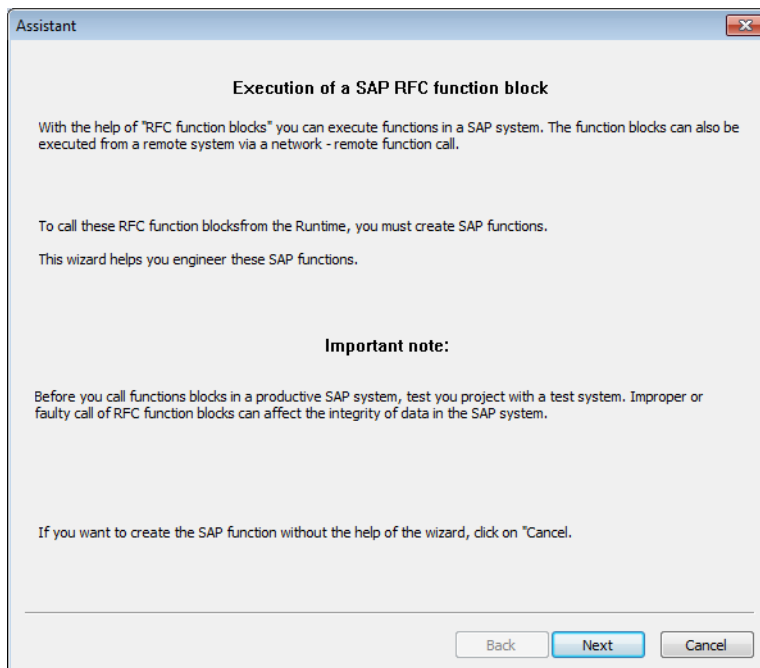 Assistant
Execution of a SAP RFC function block
With the help of "RFC function blocks" you can execute functions in a SAP system. The function blocks can also be
executed from a remote system via a network - remote function call.
To call these RFC function blocksfrom the Runtime, you must create SAP functions.
This wizard helps you engineer these SAP functions.
Important note:
Before you call functions blocks in a productive SAP system, test you project with a test system. Improper or
faulty call of RFC function blocks can affect the integrity of data in the SAP system.
If you want to create the SAP function without the help of the wizard, click on "Cancel.
Back Next Cancel